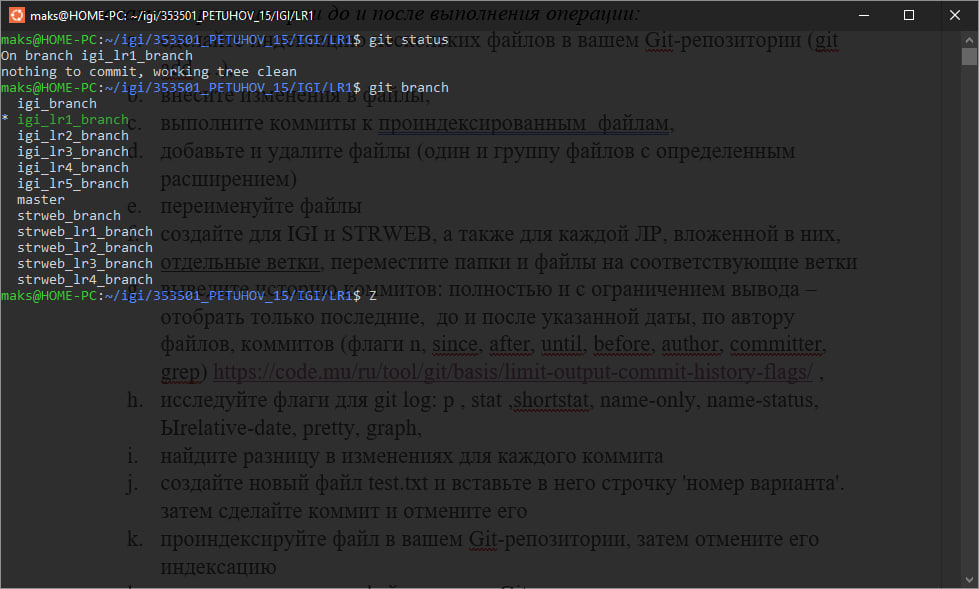 maks@HOME-PC: ~/igi/353501_PETUHOV_15/IGI/LR1
до и после выполнения операции:
maks@HOME-PC:~/igi/353501_PETUHOV_15/IGI/LR1$ git status
файлов в вашем Git-репозитории (git
On branch igi_lr1_branch
nothing to commit, working tree clean
maks@HOME-PC:~/igi/353501_PETUHOV_15/IGI/LR1$ git branch
b. внесите изменения в файлы,
igi_branch
* igi_lr1_branch
c. выполните коммиты к проиндексированным файлам,
igi_lr2_branch
igi_lr3_branch
d. добавьте и удалите файлы (один и группу файлов с определенным
igi_lr4_branch
расширением)
igi_lr5_branch
master
e. переименуйте файлы
strweb_branch
strweb_lr1_branch
f. создайте для IGI и STRWEB, а также для каждой ЛР, вложенной в них,
strweb_lr2_branch
strweb_lr3_branch
отдельные ветки, переместите папки и файлы на соответствующие ветки
strweb_lr4_branch
maks@HOME-PC:~/igi/353501_PETUHOV_15/IGI/LR1$ Z
выведите историю коммитов: полностью и с ограничением вывода –
отобрать только последние, до и после указанной даты, по автору
файлов, коммитов (флаги n, since, after, until, before, author, committer,
grep) https://code.mu/ru/tool/git/basis/limit-output-commit-history-flags/ ,
h. исследуйте флаги для git log: p , stat ,shortstat, name-only, name-status,
Ыrelative-date, pretty, graph,
i. найдите разницу в изменениях для каждого коммита
j. создайте новый файл test.txt и вставьте в него строчку 'номер варианта'.
затем сделайте коммит и отмените его
k. проиндексируйте файл в вашем Git-репозитории, затем отмените его
индексацию